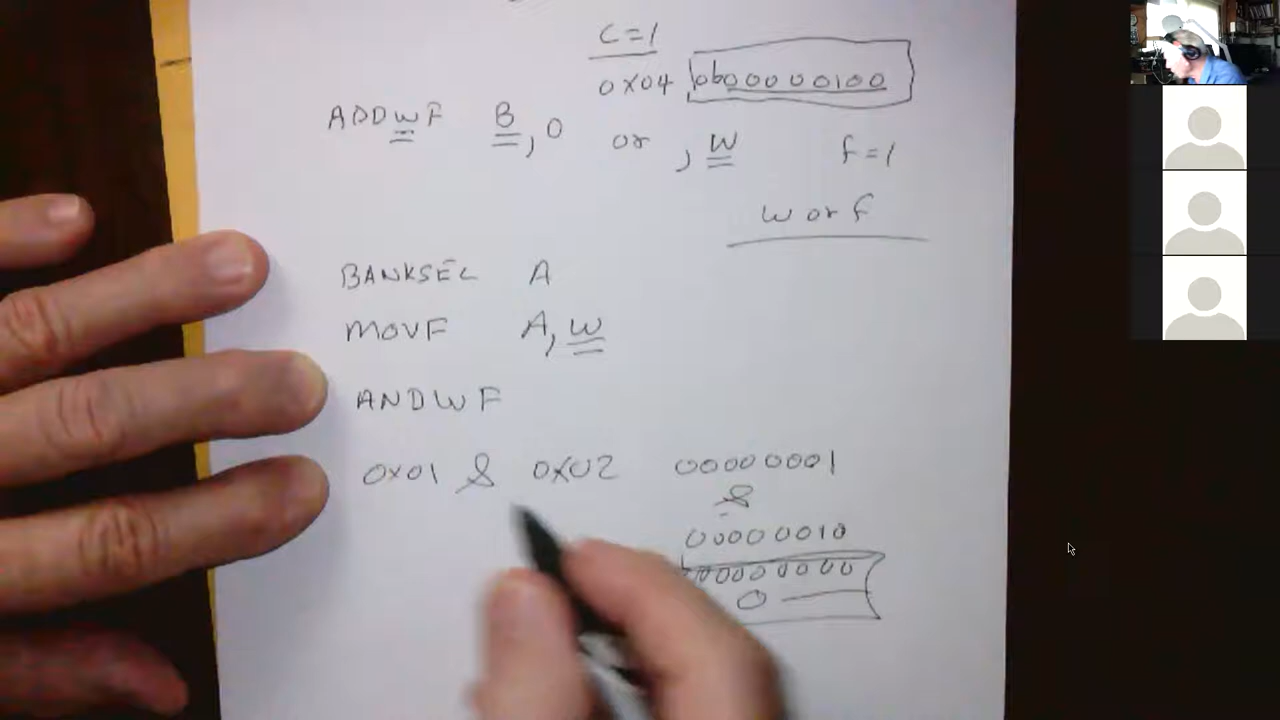 C=1
0x04 0b00000100
ADDWF B,0 or ,W f=1
W or F
BANKSEL A
MOVF A,W
ANDWF
0x01 & 0x02 00000001
&
00000010
00000000
0